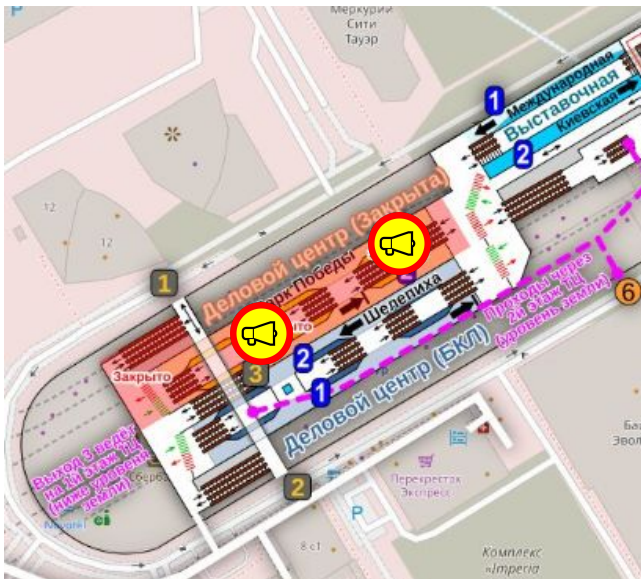 P
Меркурий
Сити
Тауэр
1
Международная
Выставочная
Киевская
2
12
12
1
Деловой центр (Закрыта)
Парк Победы
Шелепиха
Закрыто
3
2
1
Деловой центр (БКЛ)
Проходы через
2й этаж ТЦ
(уровень земли)
6
Выход 3 ведёт
на 1й этаж ТЦ
(ниже уровня
земли)
2
P
Перекресток
Экспресс
8 с1
Комплекс
«Imperia